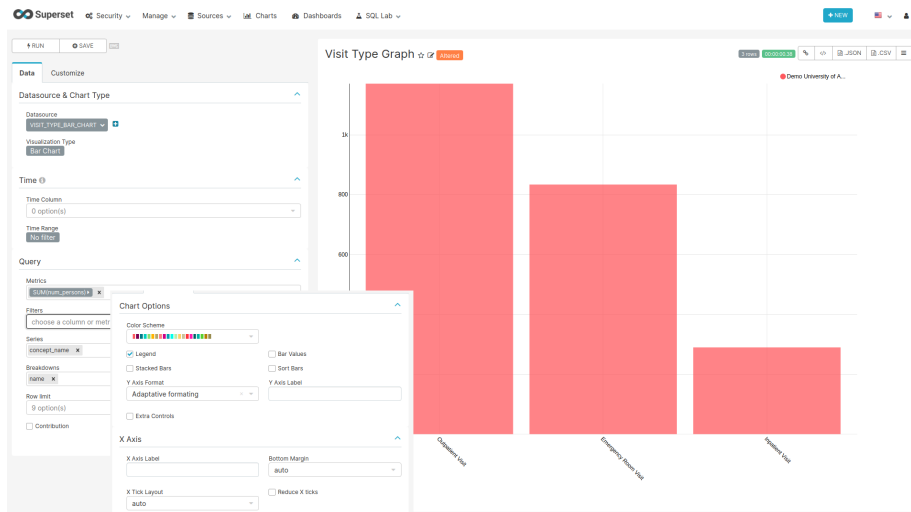 Superset
Security
Manage
Sources
Charts
Dashboards
SQL Lab
+ NEW
RUN
SAVE
Data
Customize
Datasource & Chart Type
Datasource
VISIT_TYPE_BAR_CHART
Visualization Type
Bar Chart
Time
Time Column
0 option(s)
Time Range
No filter
Query
Metrics
SUM(num_persons)
x
Filters
choose a column or metr
Series
concept_name x
Breakdowns
name x
Row limit
9 option(s)
Contribution
Chart Options
Color Scheme
Legend
Bar Values
Stacked Bars
Sort Bars
Y Axis Format
Y Axis Label
Adaptative formating
Extra Controls
X Axis
X Axis Label
Bottom Margin
auto
X Tick Layout
Reduce X ticks
auto
Visit Type Graph
Altered
3 rows
00:00:00.38
</>
.JSON
.CSV
Demo University of A...
1k
800
600
Outpatient Visit
Emergency Room Visit
Inpatient Visit